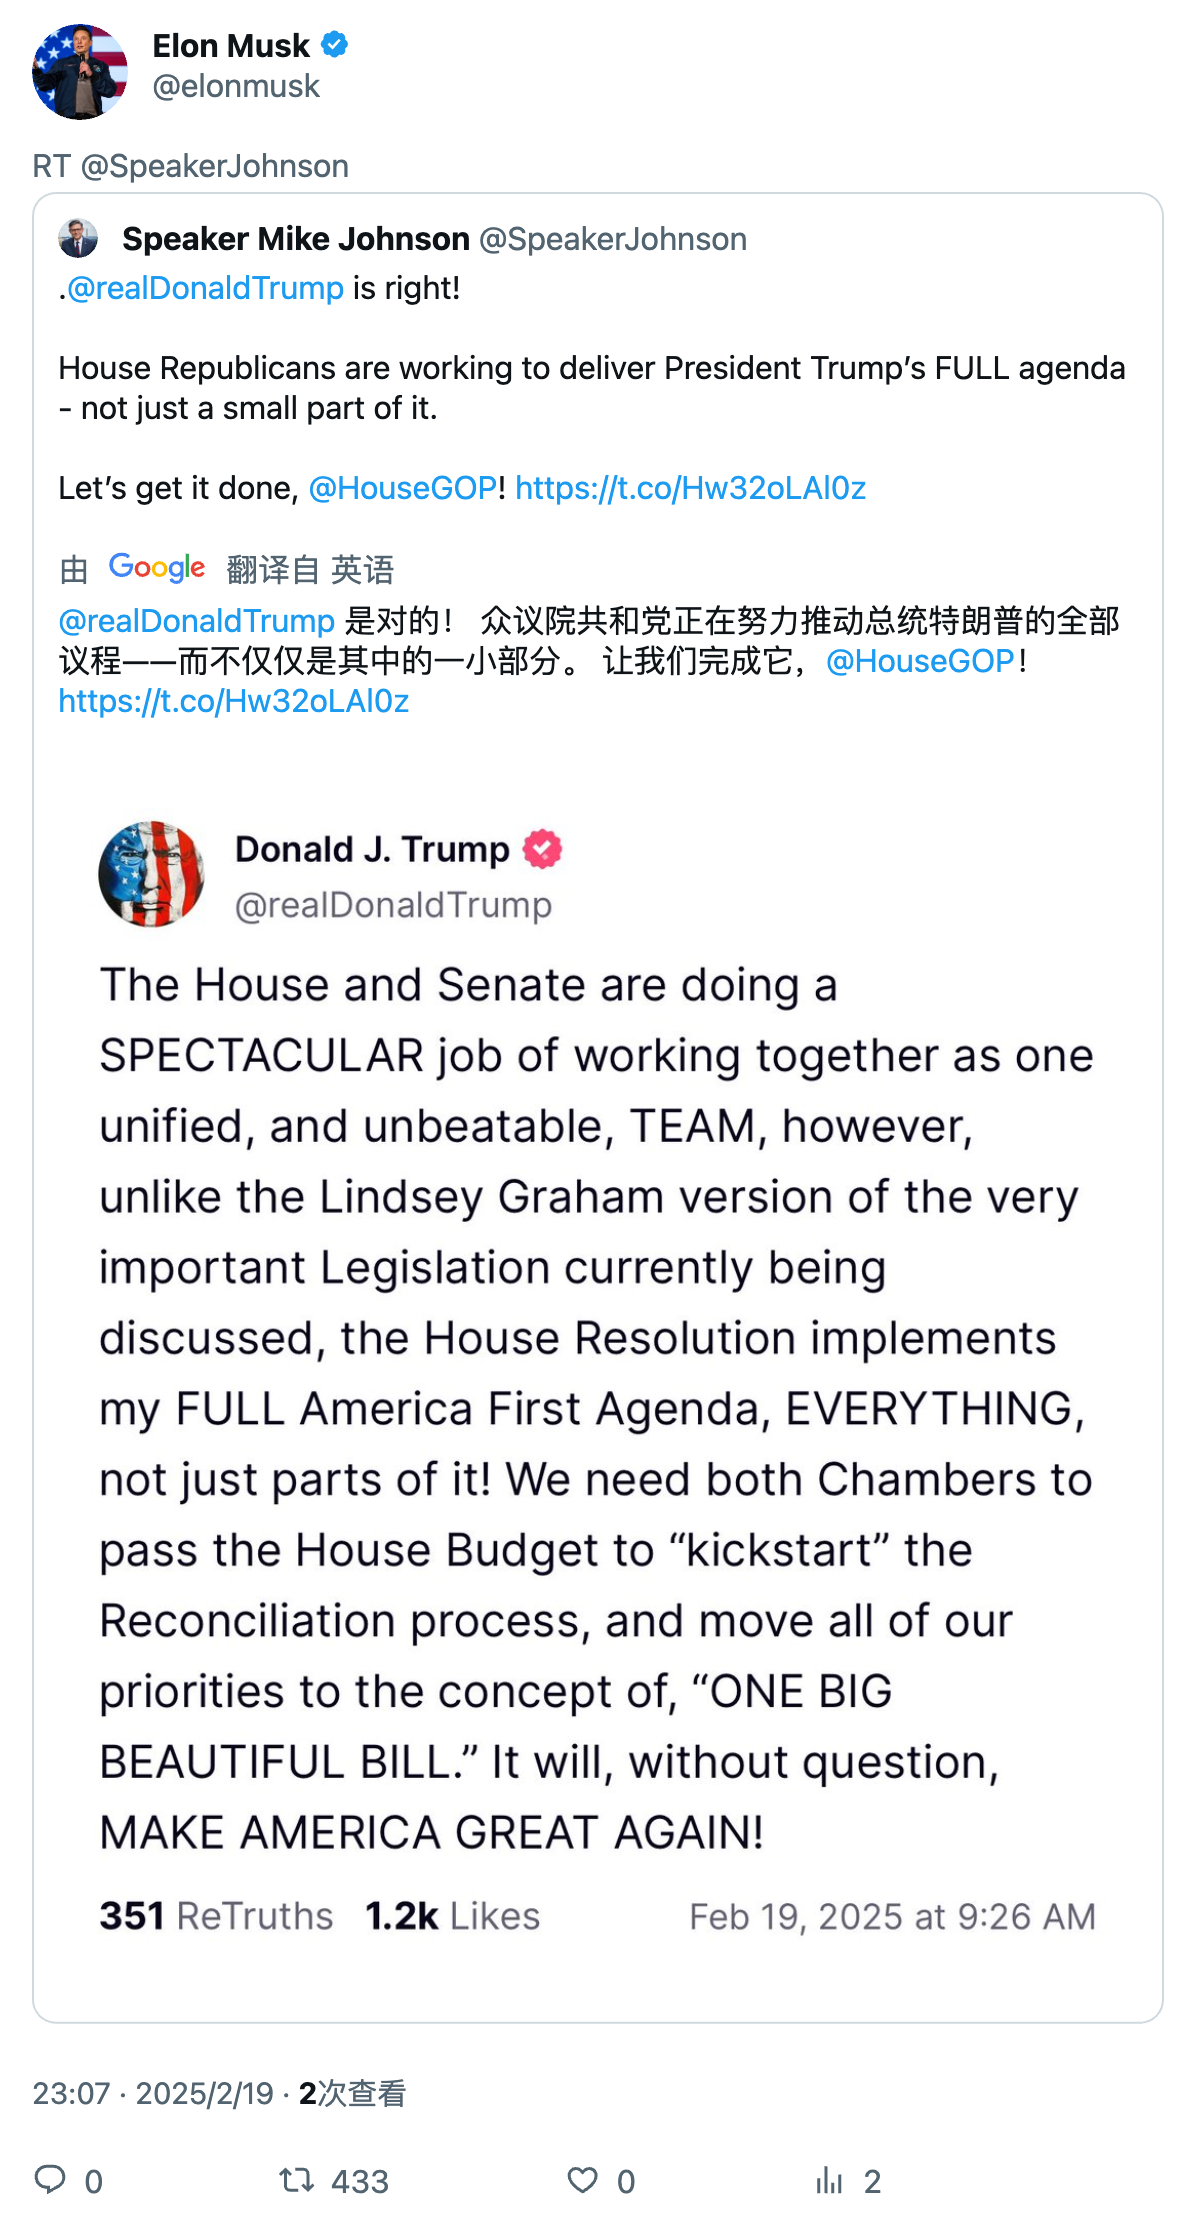 Elon Musk
@elonmusk
RT @SpeakerJohnson
Speaker Mike Johnson @SpeakerJohnson
.@realDonaldTrump is right!
House Republicans are working to deliver President Trump’s FULL agenda
- not just a small part of it.
Let’s get it done, @HouseGOP! https://t.co/Hw32oLAl0z
由 Google 翻译自 英语
@realDonaldTrump 是对的！ 众议院共和党正在努力推动总统特朗普的全部
议程——而不仅仅是其中的一小部分。 让我们完成它，@HouseGOP！
https://t.co/Hw32oLAl0z
Donald J. Trump
@realDonaldTrump
The House and Senate are doing a
SPECTACULAR job of working together as one
unified, and unbeatable, TEAM, however,
unlike the Lindsey Graham version of the very
important Legislation currently being
discussed, the House Resolution implements
my FULL America First Agenda, EVERYTHING,
not just parts of it! We need both Chambers to
pass the House Budget to “kickstart” the
Reconciliation process, and move all of our
priorities to the concept of, “ONE BIG
BEAUTIFUL BILL.” It will, without question,
MAKE AMERICA GREAT AGAIN!
351 ReTruths 1.2k Likes Feb 19, 2025 at 9:26 AM
23:07 · 2025/2/19 · 2次查看
0 433 0 2